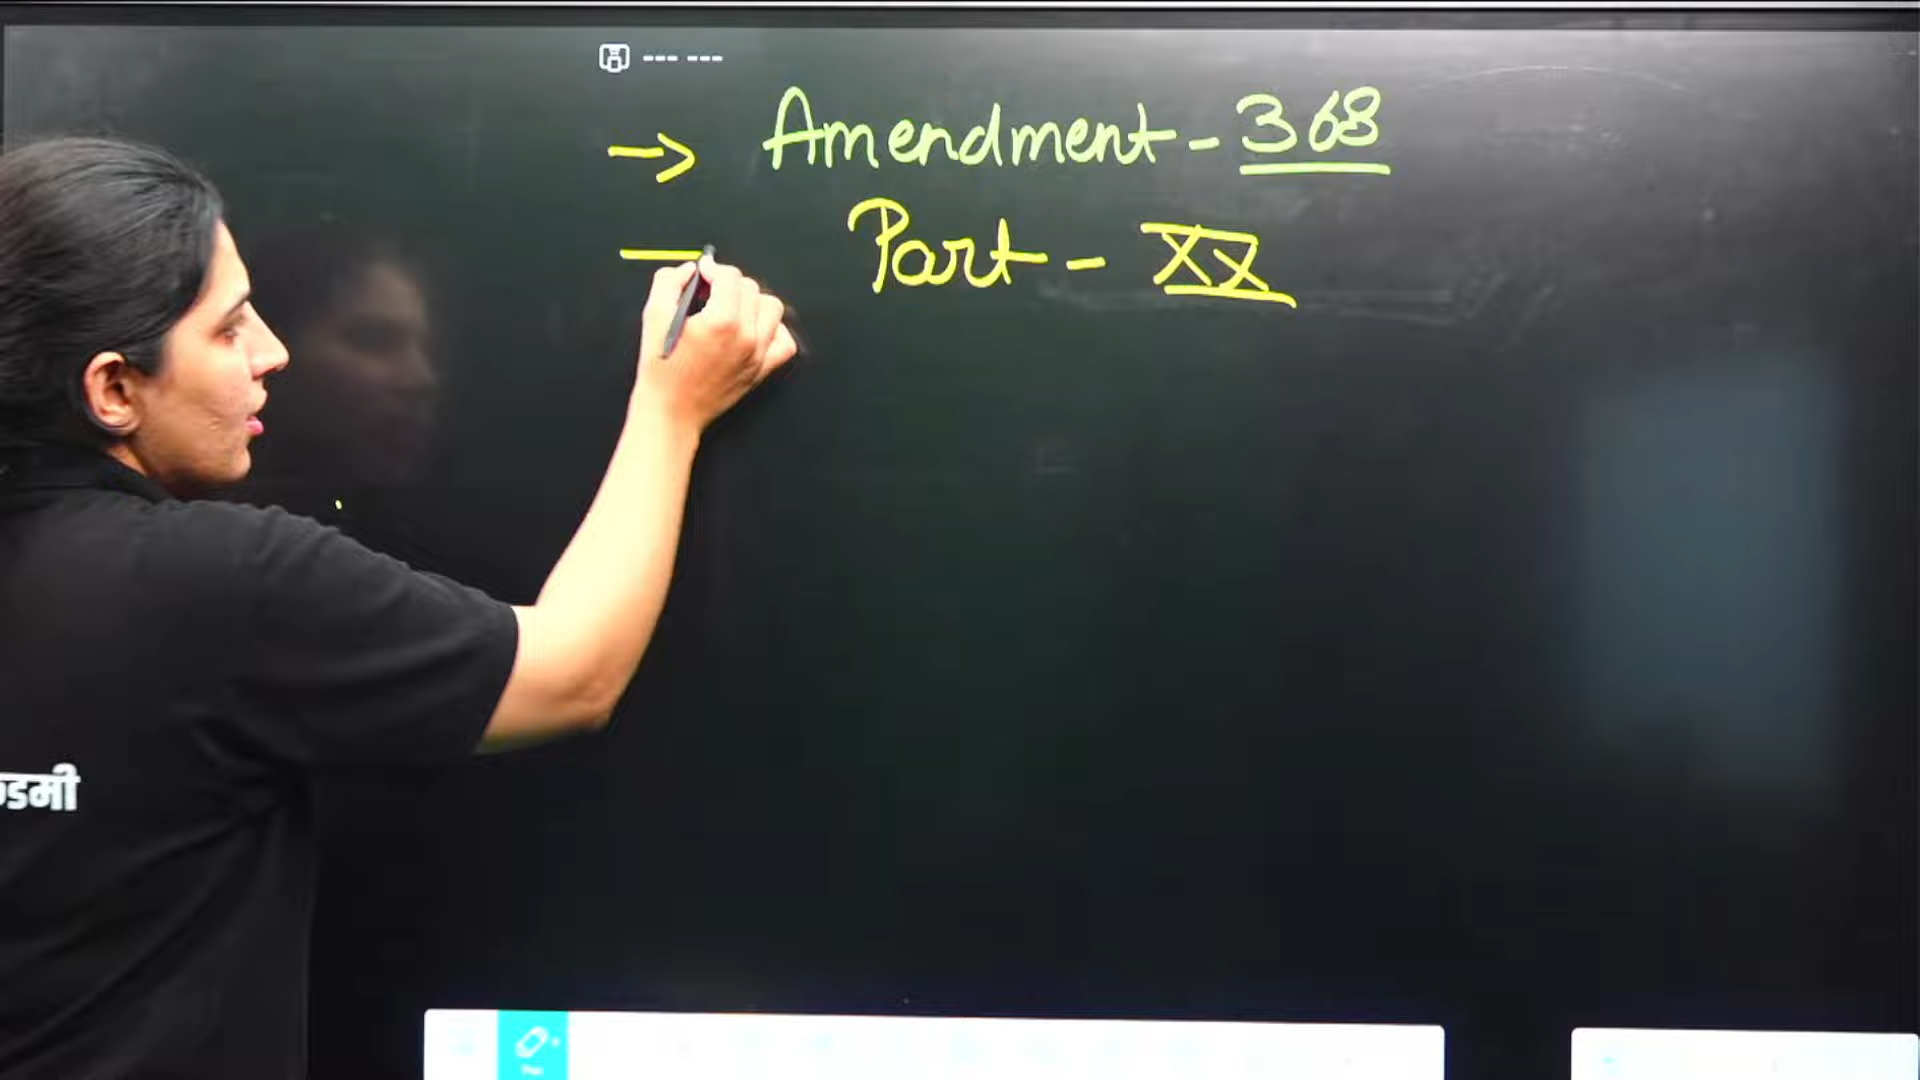 → Amendment - 368
Part - XX
डमी